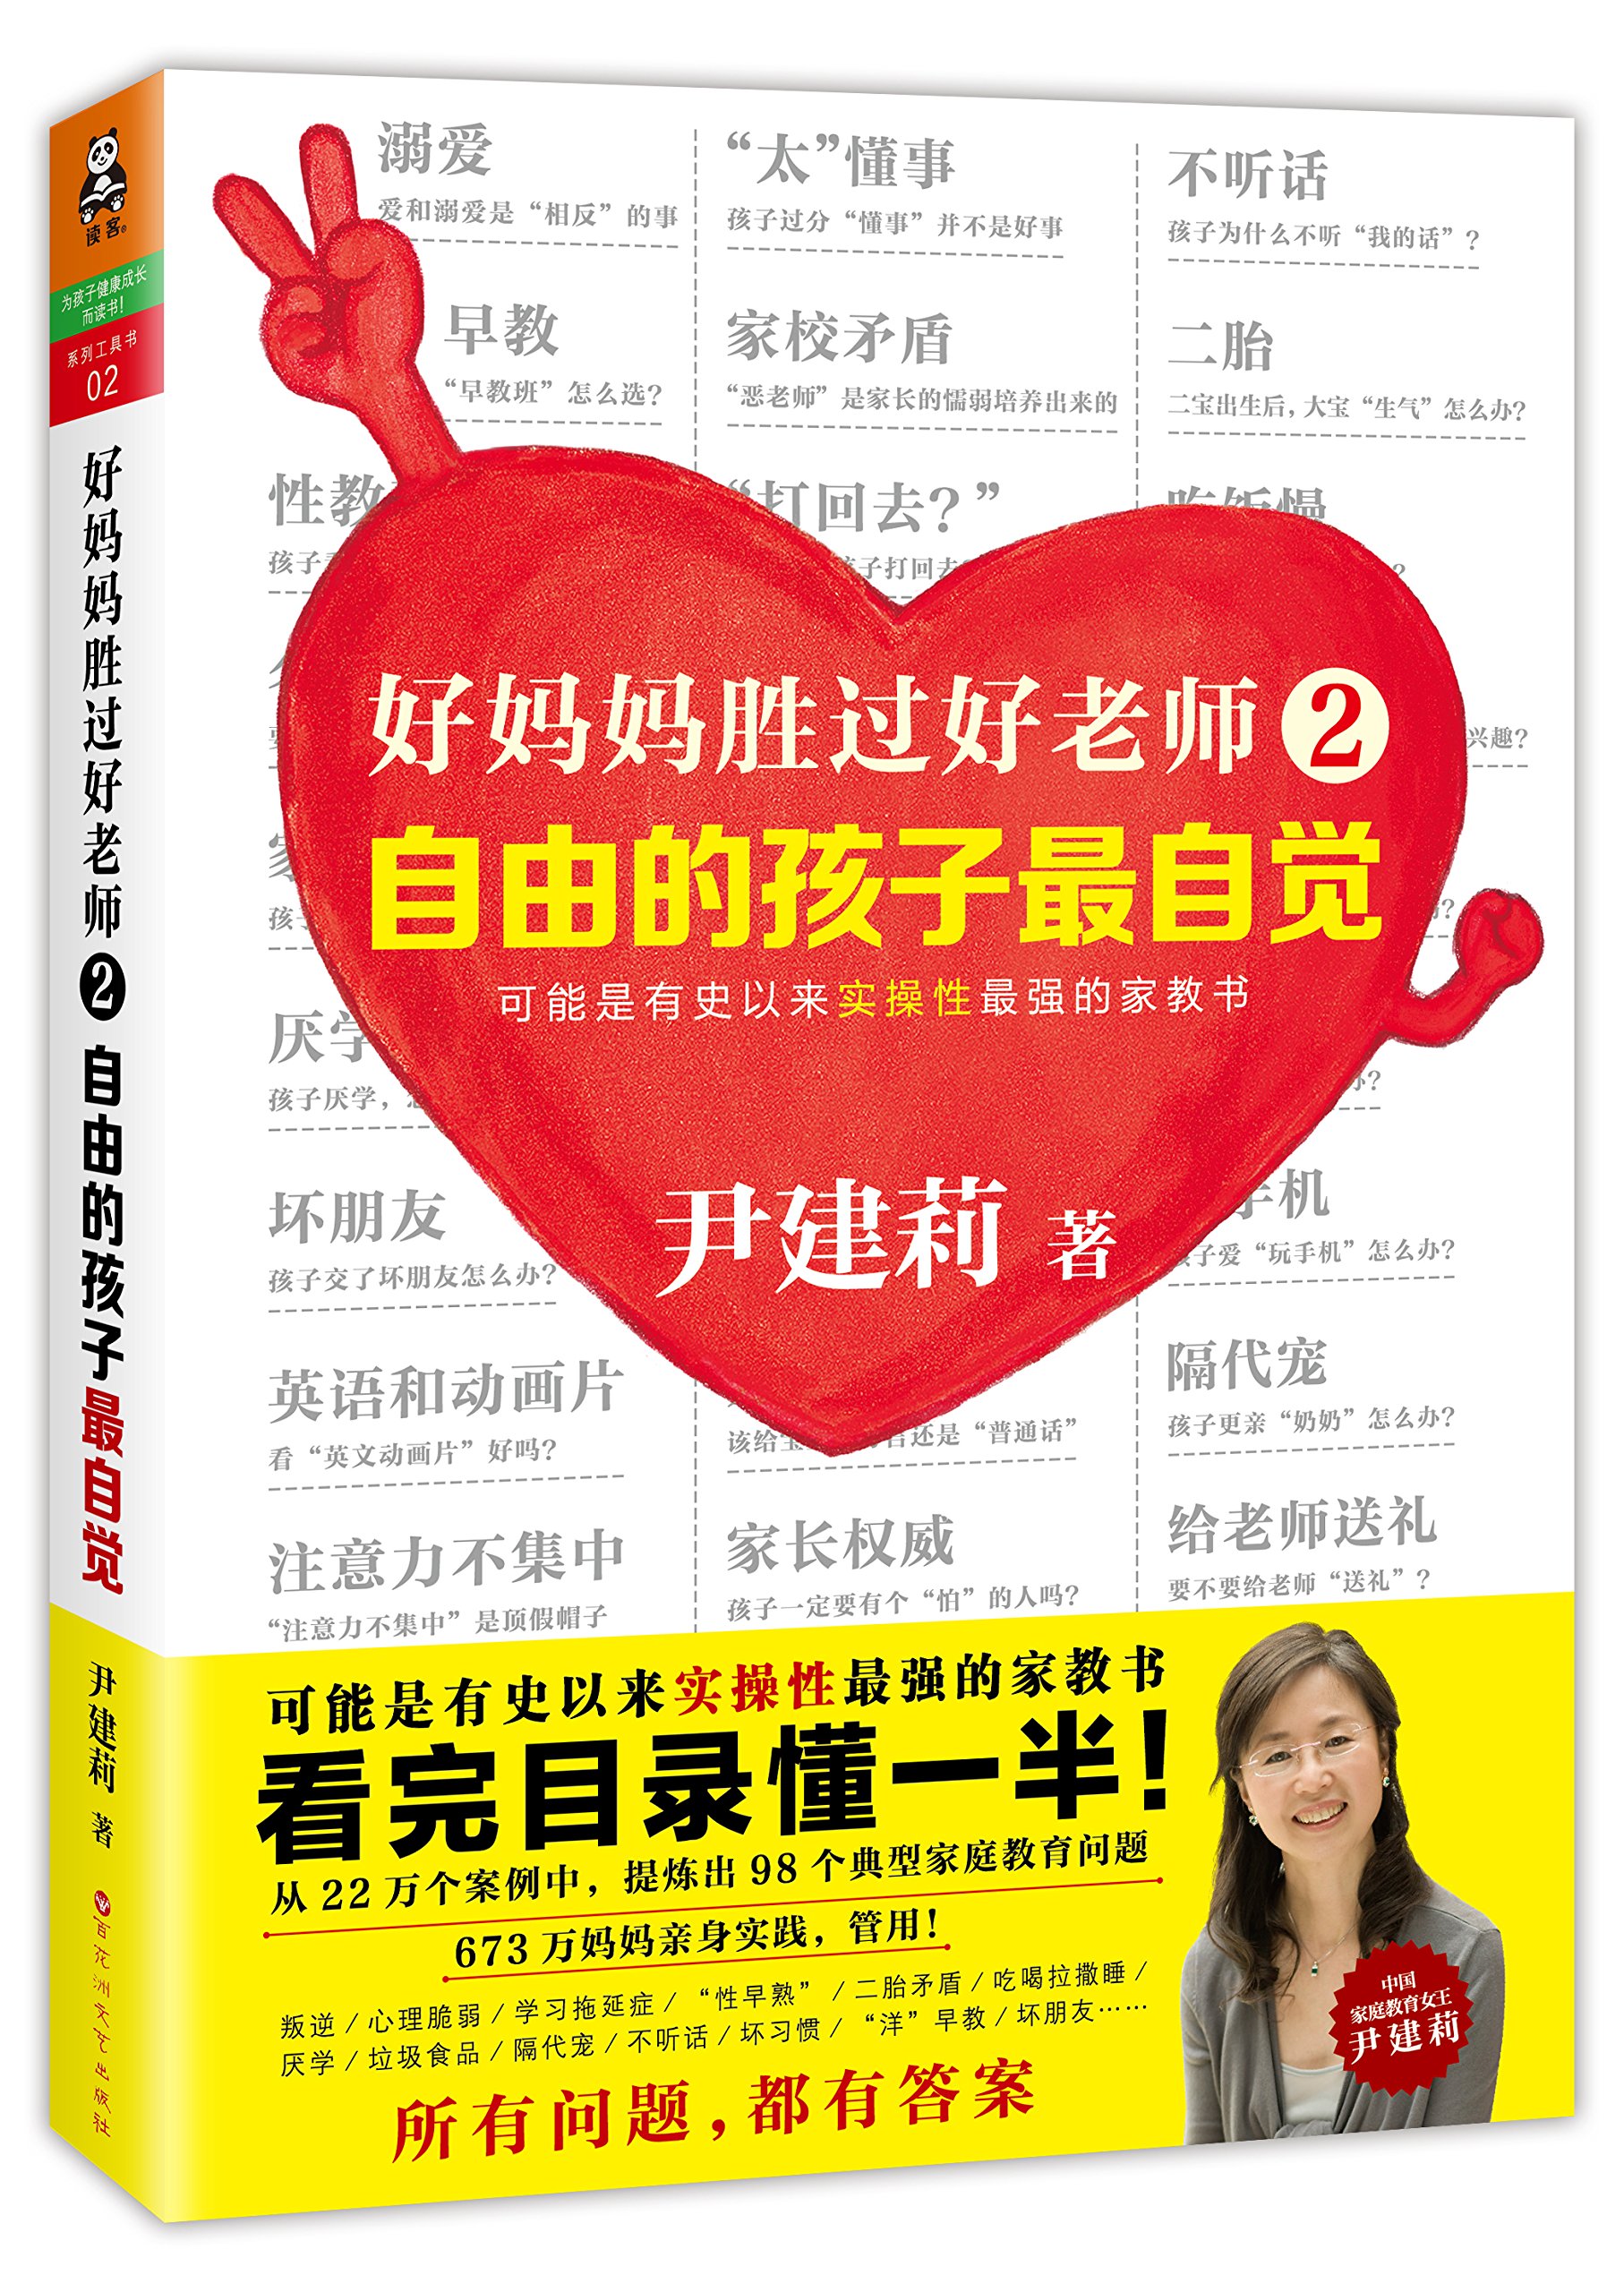 读客
为孩子健康成长
而读书!
系列工具书
02
好妈妈胜过好老师 2 自由的孩子最自觉
尹建莉 著
百花洲文艺出版社
溺爱
爱和溺爱是“相反”的事
早教
“早教班”怎么选?
性教
孩子
厌学
孩子厌学,
坏朋友
孩子交了坏朋友怎么办?
英语和动画片
看“英文动画片”好吗?
注意力不集中
“注意力不集中”是顶假帽子
“太”懂事
孩子过分“懂事”并不是好事
家校矛盾
“恶老师”是家长的懦弱培养出来的
“打回去?”
子打回去
该给宝
言还是“普通话”
家长权威
孩子一定要有个“怕”的人吗?
不听话
孩子为什么不听“我的话”?
二胎
二宝出生后,大宝“生气”怎么办?
吃饭慢
兴趣?
办?
手机
孩子爱“玩手机”怎么办?
隔代宠
孩子更亲“奶奶”怎么办?
给老师送礼
要不要给老师“送礼”?
好妈妈胜过好老师 2
自由的孩子最自觉
可能是有史以来实操性最强的家教书
尹建莉 著
可能是有史以来实操性最强的家教书
看完目录懂一半!
从22万个案例中,提炼出98个典型家庭教育问题
673万妈妈亲身实践,管用!
叛逆/心理脆弱/学习拖延症/“性早熟”/二胎矛盾/吃喝拉撒睡/
厌学/垃圾食品/隔代宠/不听话/坏习惯/“洋”早教/坏朋友……
所有问题,都有答案
中国
家庭教育女王
尹建莉